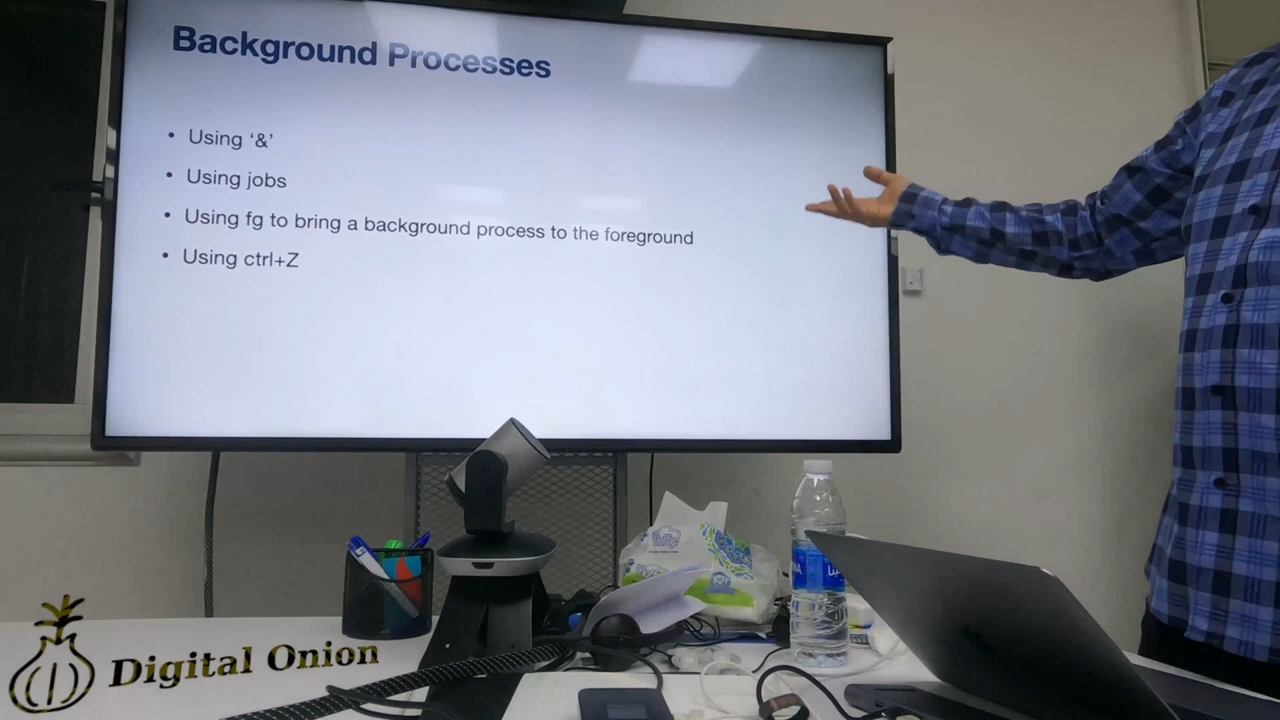 Background Processes
• Using ‘&’
• Using jobs
• Using fg to bring a background process to the foreground
• Using ctrl+Z
Digital Onion